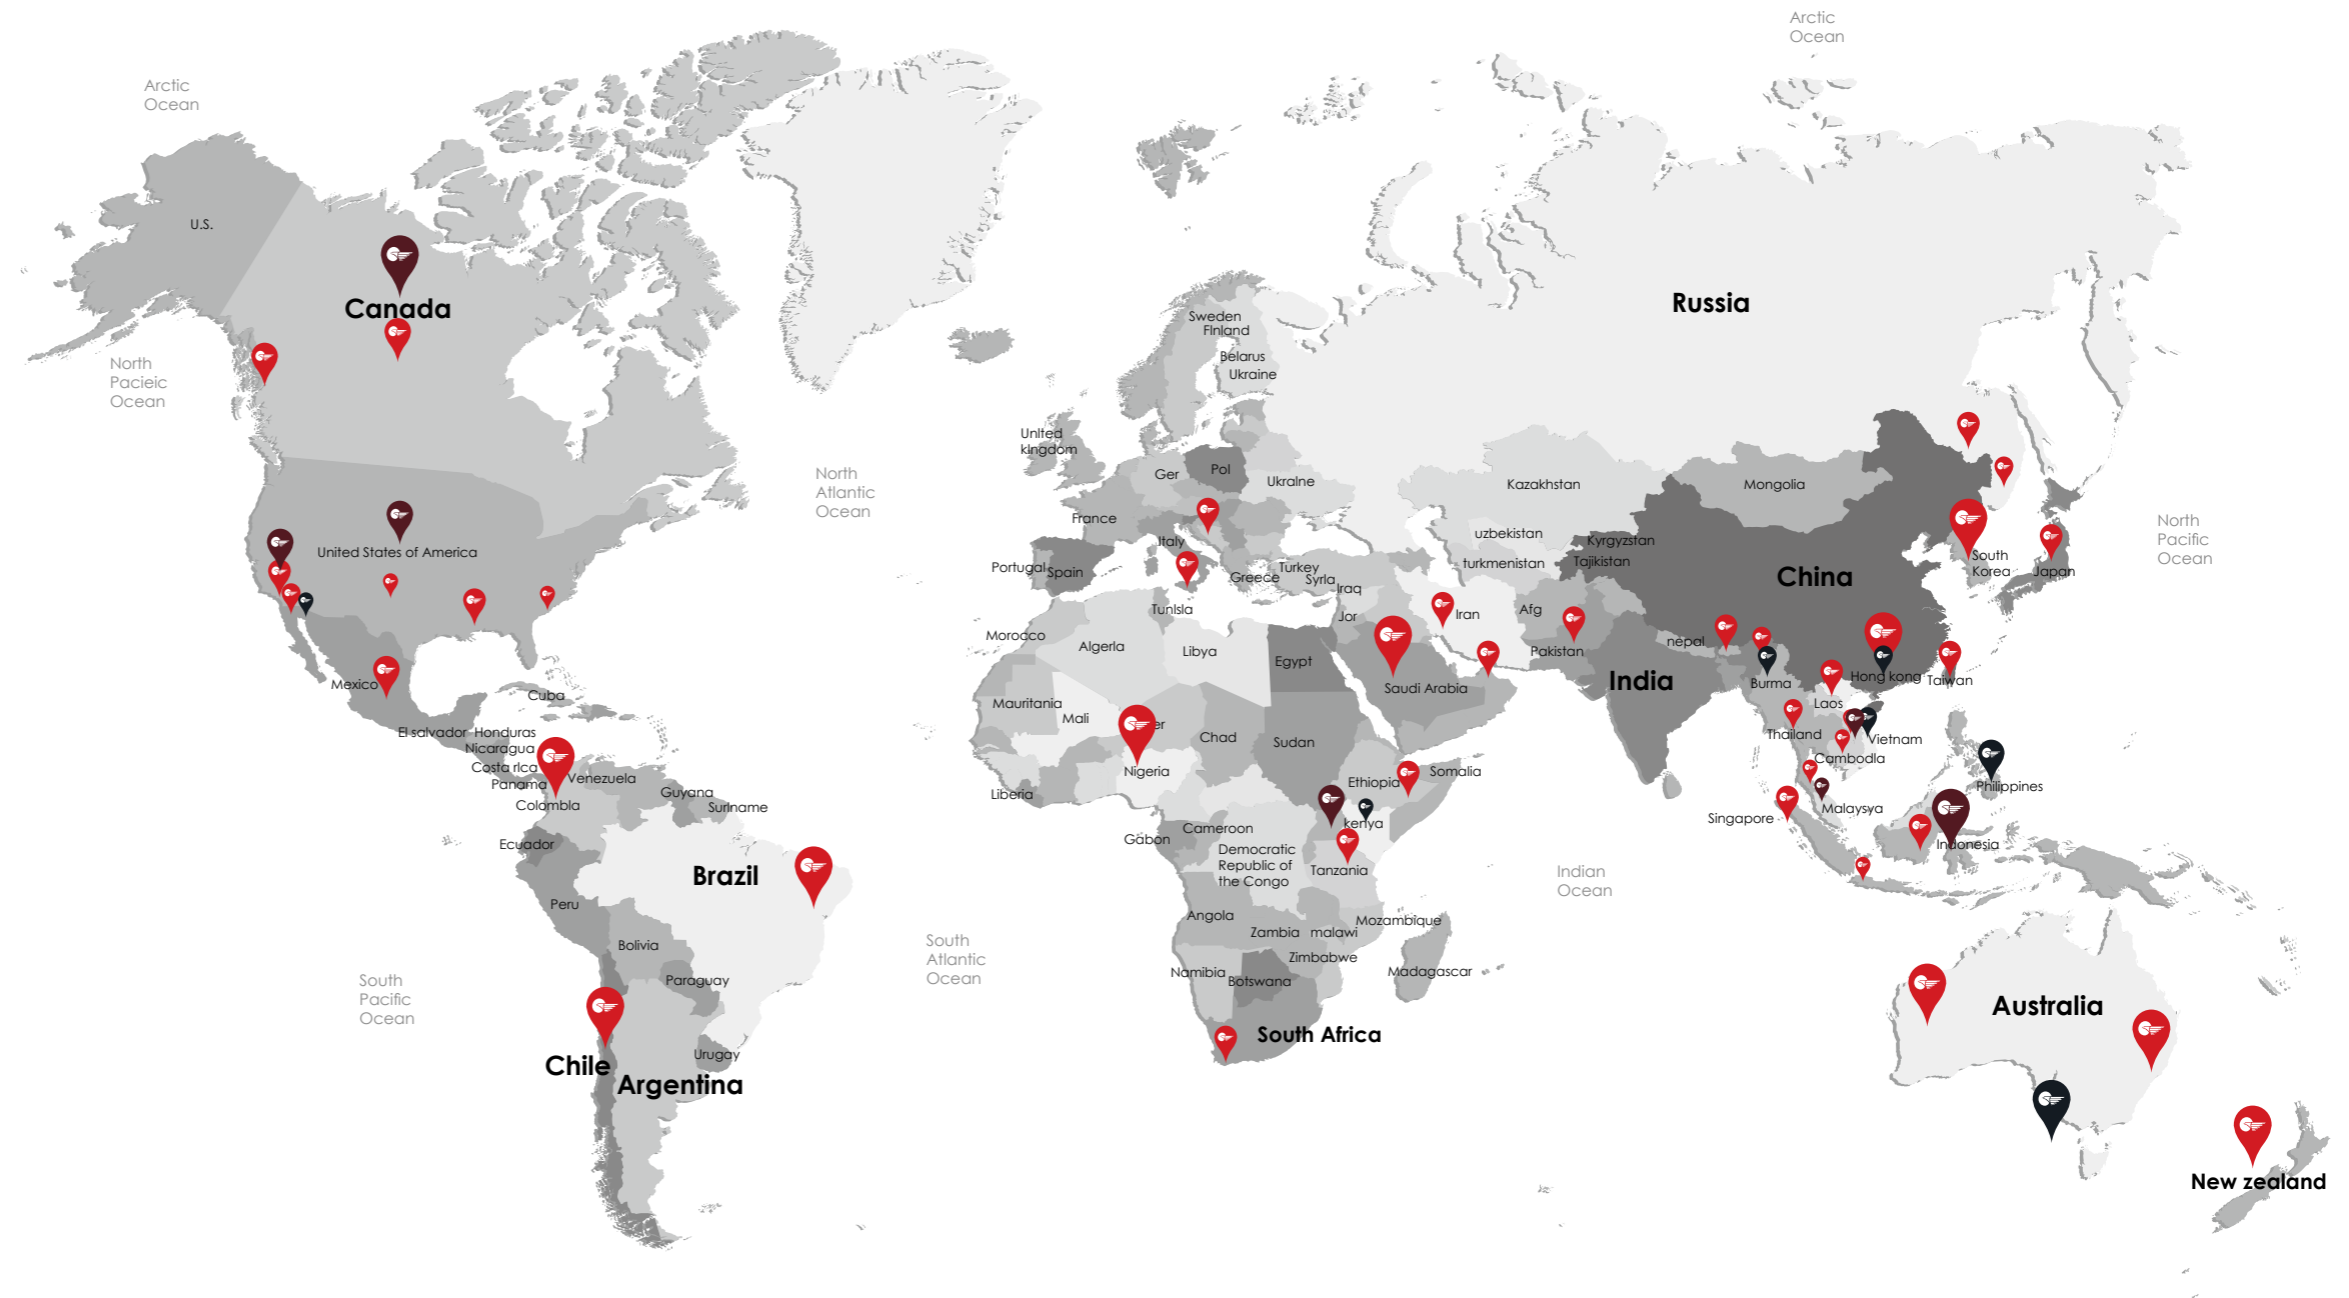 Arctic
Ocean
Arctic
Ocean
U.S.
Canada
Russia
Sweden
FInland
Belarus
Ukraine
North
Pacieic
Ocean
UnIted
kIngdom
Ger
Pol
UkraIne
Kazakhstan
Mongolia
North
Atlantic
Ocean
France
North
Pacific
Ocean
United States of America
Italy
uzbekistan
Kyrgyzstan
turkmenistan
Tajikistan
Portugal
Spain
Greece
Turkey
SyrIa
Iraq
South
Korea
Japan
China
TunIsIa
Jor
Iran
Afg
Morocco
AlgerIa
Libya
Egypt
Pakistan
nepal
India
Saudi Arabia
Burma
Hong kong
Taiwan
Mexico
Cuba
Mauritania
Mali
er
Chad
Sudan
Laos
Thailand
Vietnam
CambodIa
El salvador
Honduras
Nicaragua
Costa rIca
Panama
Venezuela
Colombla
Guyana
SurIname
Nigeria
Liberia
Ethiopia
Somalia
Philippines
Malaysya
Singapore
Indonesia
Ecuador
Gabon
Cameroon
kenya
Democratic
Republic of
the Congo
Tanzania
Brazil
Indian
Ocean
Peru
Angola
Mozambique
Zambia
malawi
Bolivia
South
Atlantic
Ocean
Zimbabwe
Namibia
Botswana
Madagascar
Paraguay
South
Pacific
Ocean
Australia
South Africa
Urugay
Chile
Argentina
New zealand